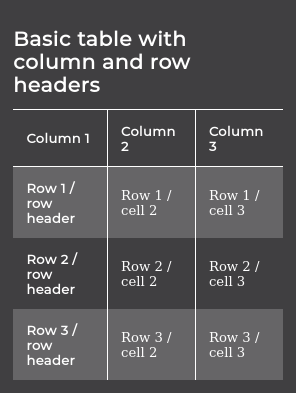 Basic table with
column and row
headers
Column 1
Column
2
Column
3
Row 1 /
row
header
Row 1 /
cell 2
Row 1 /
cell 3
Row 2 /
row
header
Row 2 /
cell 2
Row 2 /
cell 3
Row 3 /
row
header
Row 3 /
cell 2
Row 3 /
cell 3